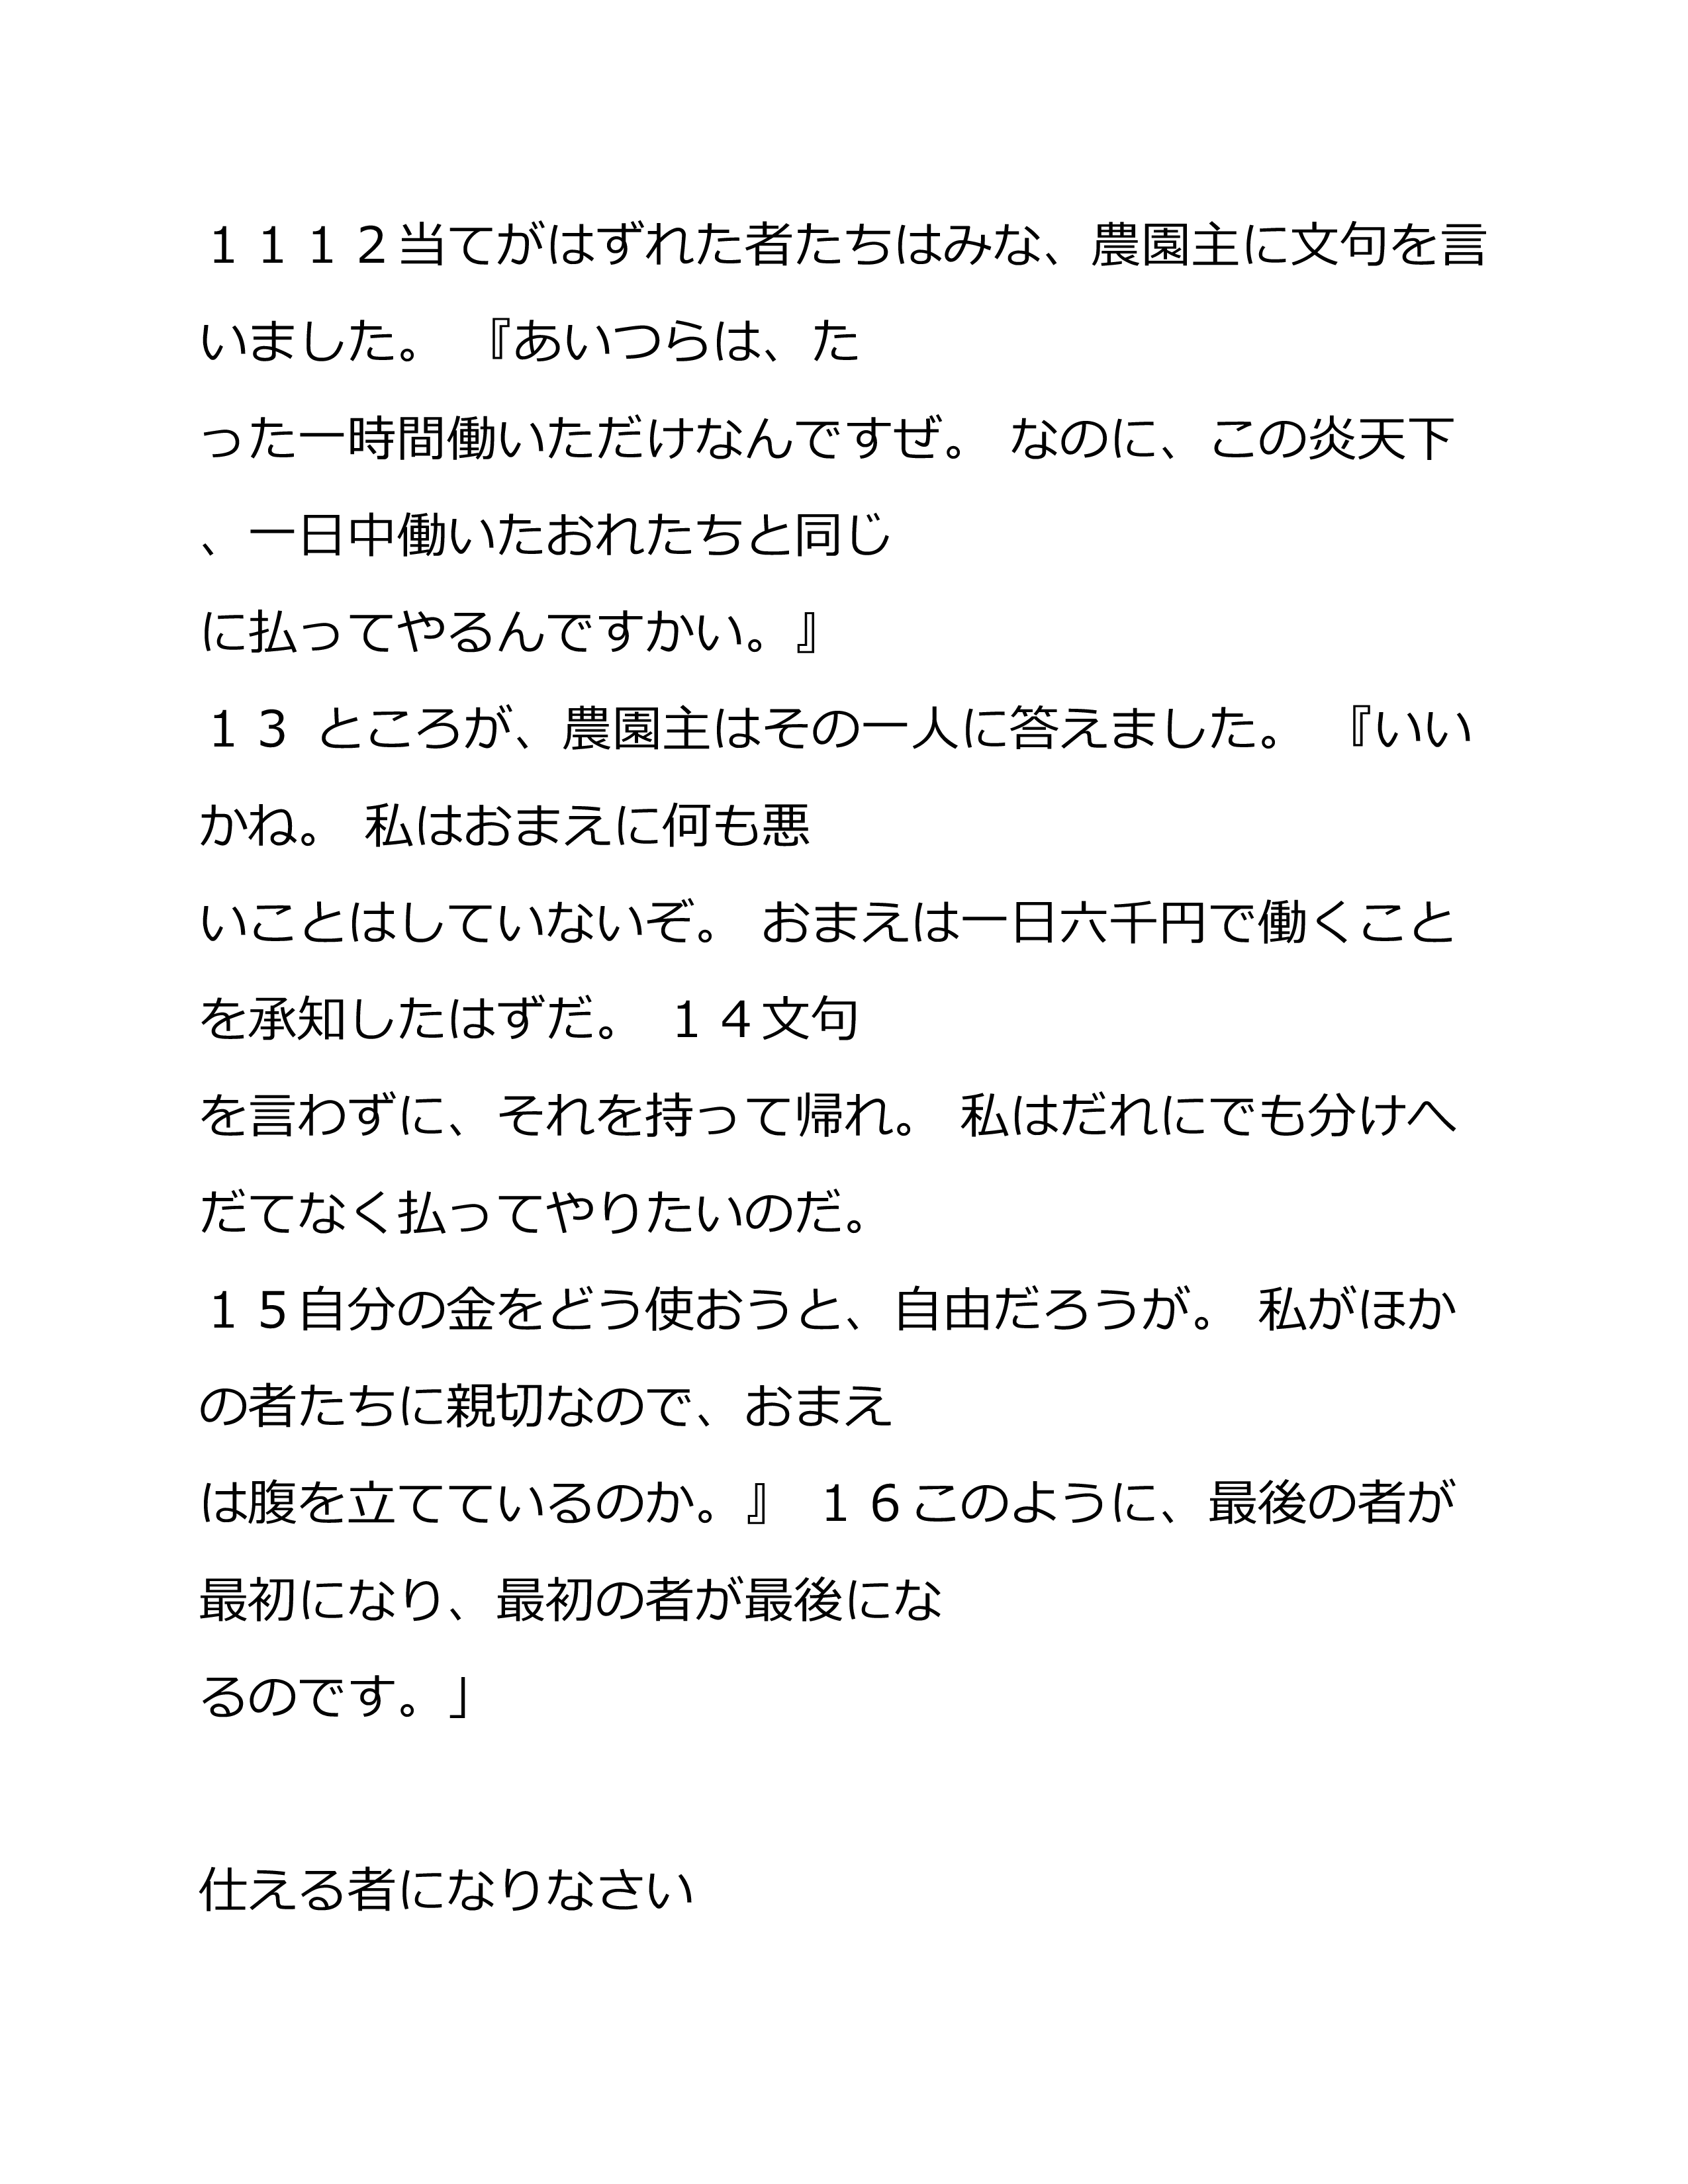 １１１２当てがはずれた者たちはみな、農園主に文句を言
いました。 『あいつらは、た
った一時間働いただけなんですぜ。 なのに、この炎天下
、一日中働いたおれたちと同じ
に払ってやるんですかい。』
１３ ところが、農園主はその一人に答えました。 『いい
かね。 私はおまえに何も悪
いことはしていないぞ。 おまえは一日六千円で働くこと
を承知したはずだ。 １４文句
を言わずに、それを持って帰れ。 私はだれにでも分けへ
だてなく払ってやりたいのだ。
１５自分の金をどう使おうと、自由だろうが。 私がほか
の者たちに親切なので、おまえ
は腹を立てているのか。』 １６このように、最後の者が
最初になり、最初の者が最後にな
るのです。」
仕える者になりなさい